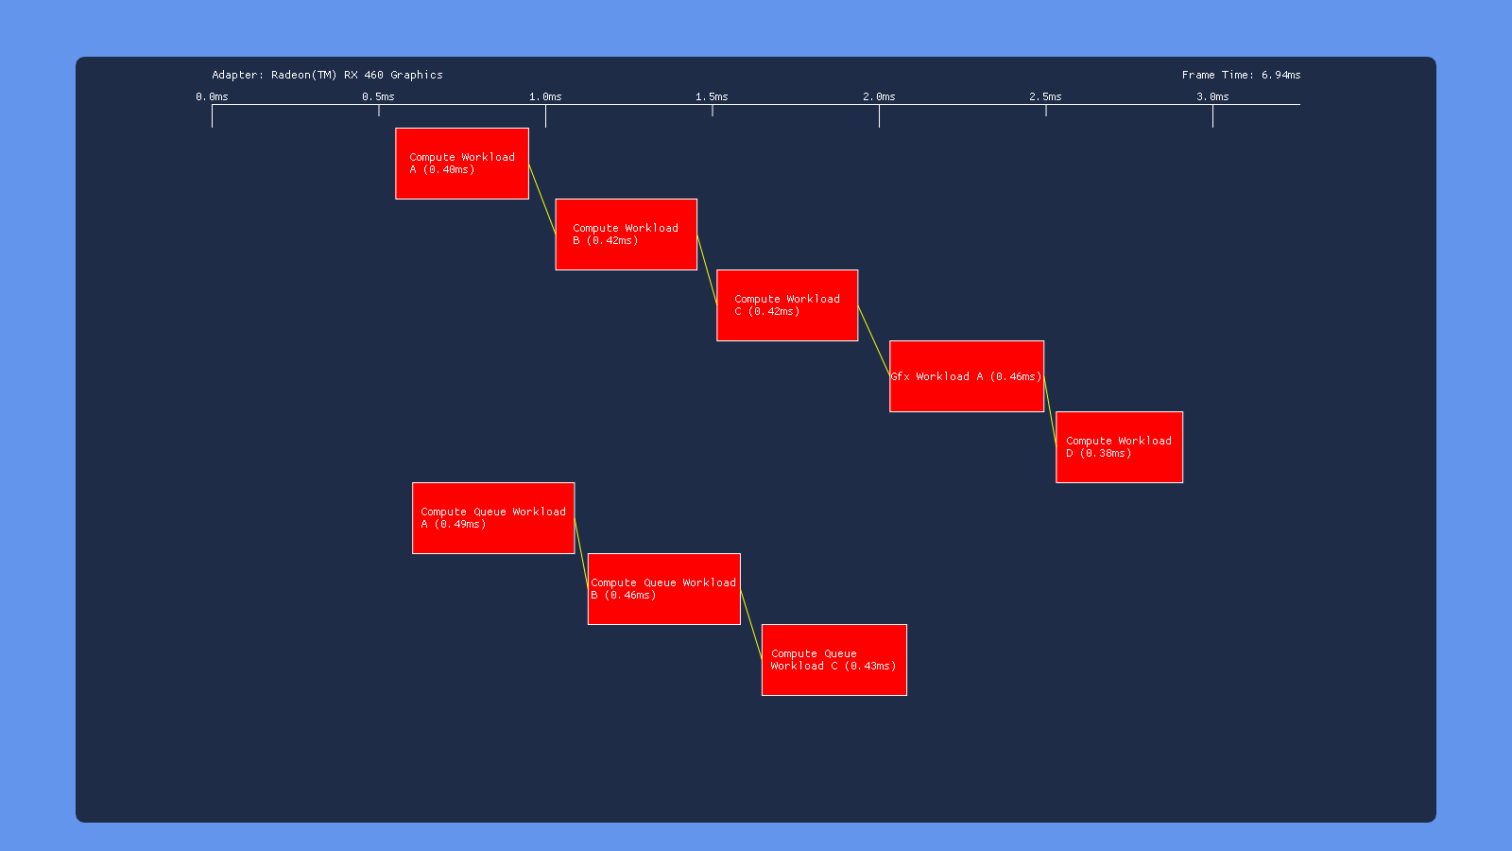 Adapter: Radeon(TM) RX 460 Graphics
Frame Time: 6.94ms
0.0ms
0.5ms
1.0ms
1.5ms
2.0ms
2.5ms
3.0ms
Compute Workload
A (0.40ms)
Compute Workload
B (0.42ms)
Compute Workload
C (0.42ms)
Gfx Workload A (0.46ms)
Compute Workload
D (0.38ms)
Compute Queue Workload
A (0.49ms)
Compute Queue Workload
B (0.46ms)
Compute Queue
Workload C (0.43ms)